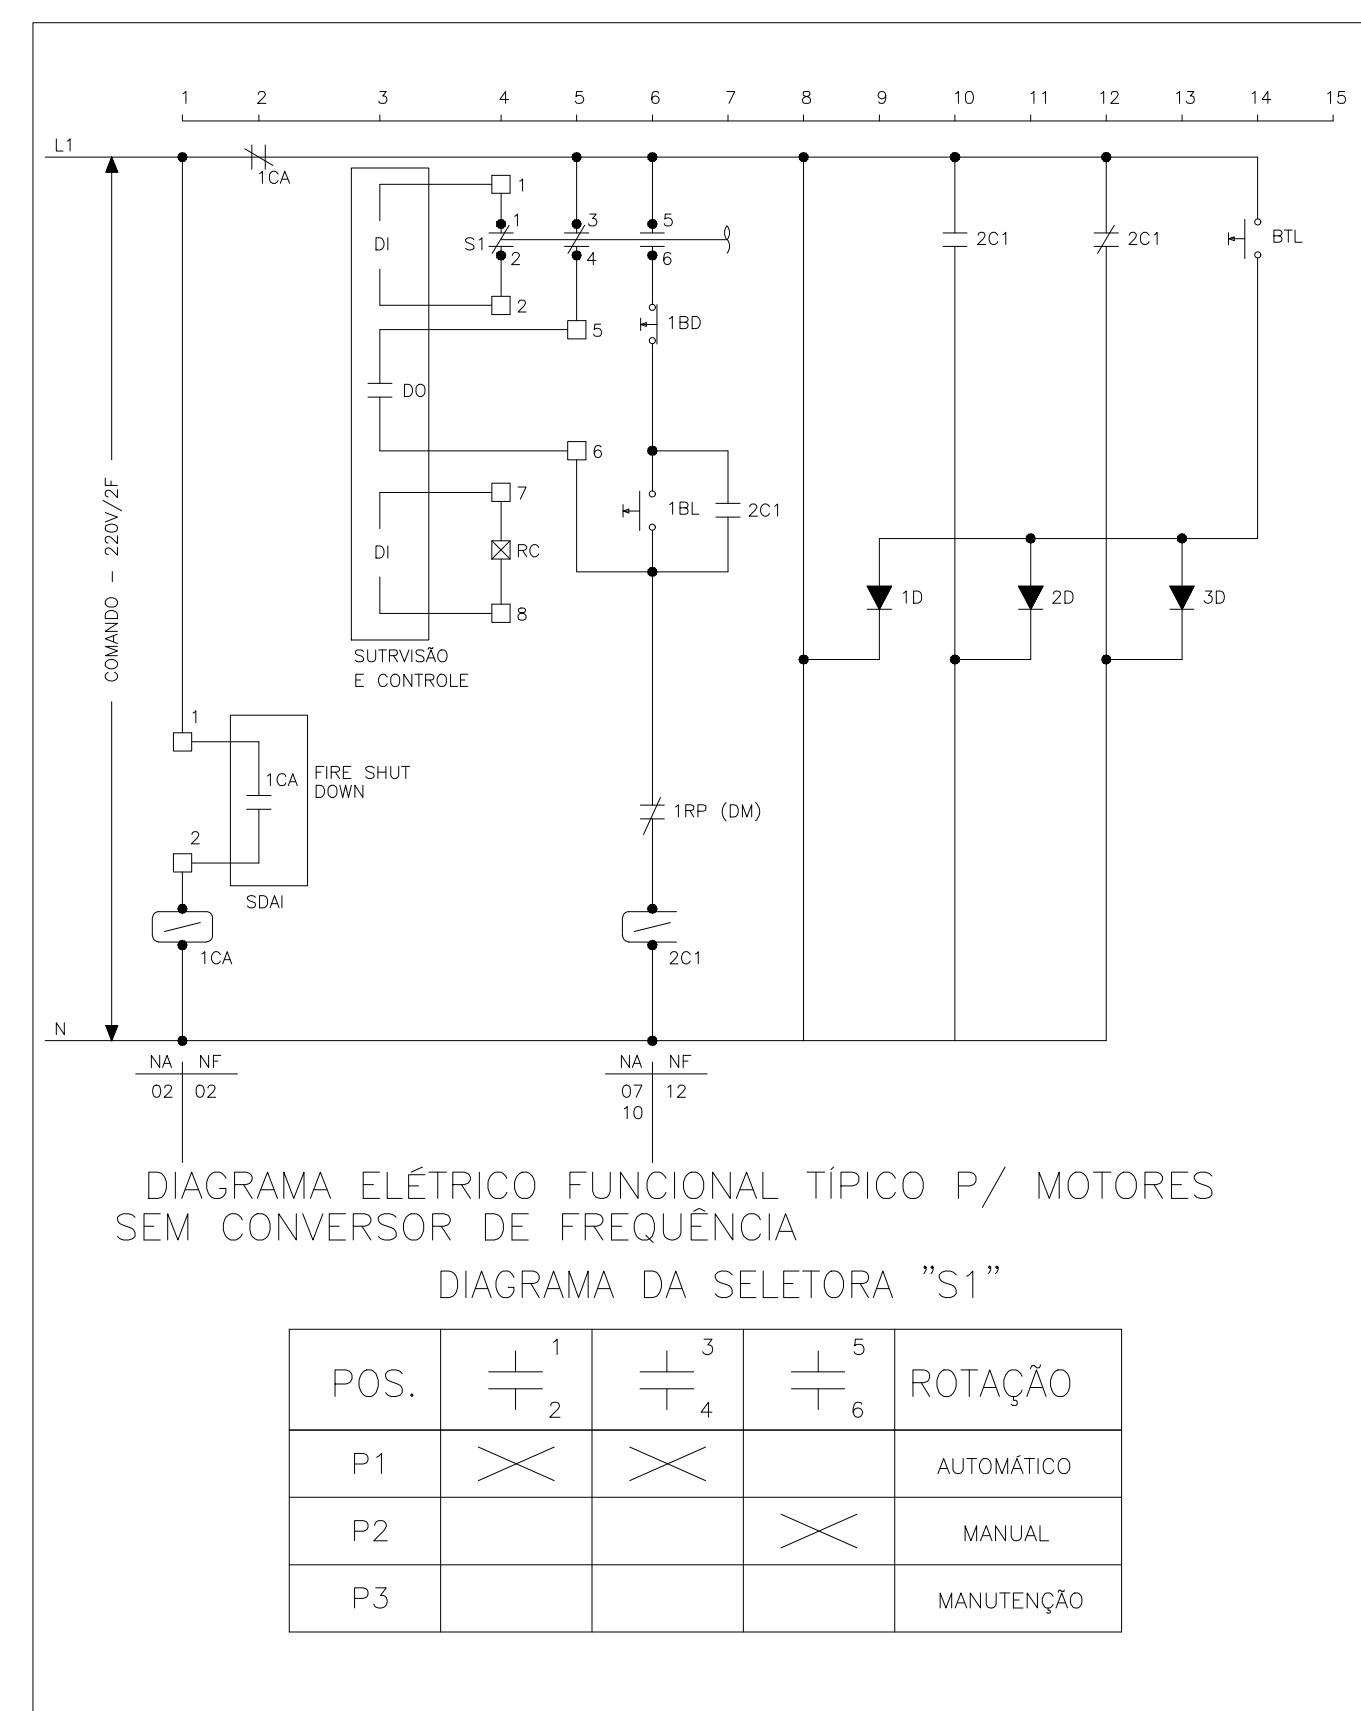 1 2 3 4 5 6 7 8 9 10 11 12 13 14 15
L1
1CA
1
DI
S1
1
2
3
4
5
6
2C1
2C1
BTL
2
5
1BD
DO
6
7
1BL
2C1
DI
RC
8
1D
2D
3D
COMANDO - 220V/2F
SUTRVISÃO
E CONTROLE
1
1CA
FIRE SHUT
DOWN
2
SDAI
1RP (DM)
1CA
2C1
N
NA NF
02 02
NA NF
07 12
10
DIAGRAMA ELÉTRICO FUNCIONAL TÍPICO P/ MOTORES
SEM CONVERSOR DE FREQUÊNCIA
DIAGRAMA DA SELETORA "S1"
POS. 1 2 3 4 5 6 ROTAÇÃO
P1 AUTOMÁTICO
P2 MANUAL
P3 MANUTENÇÃO